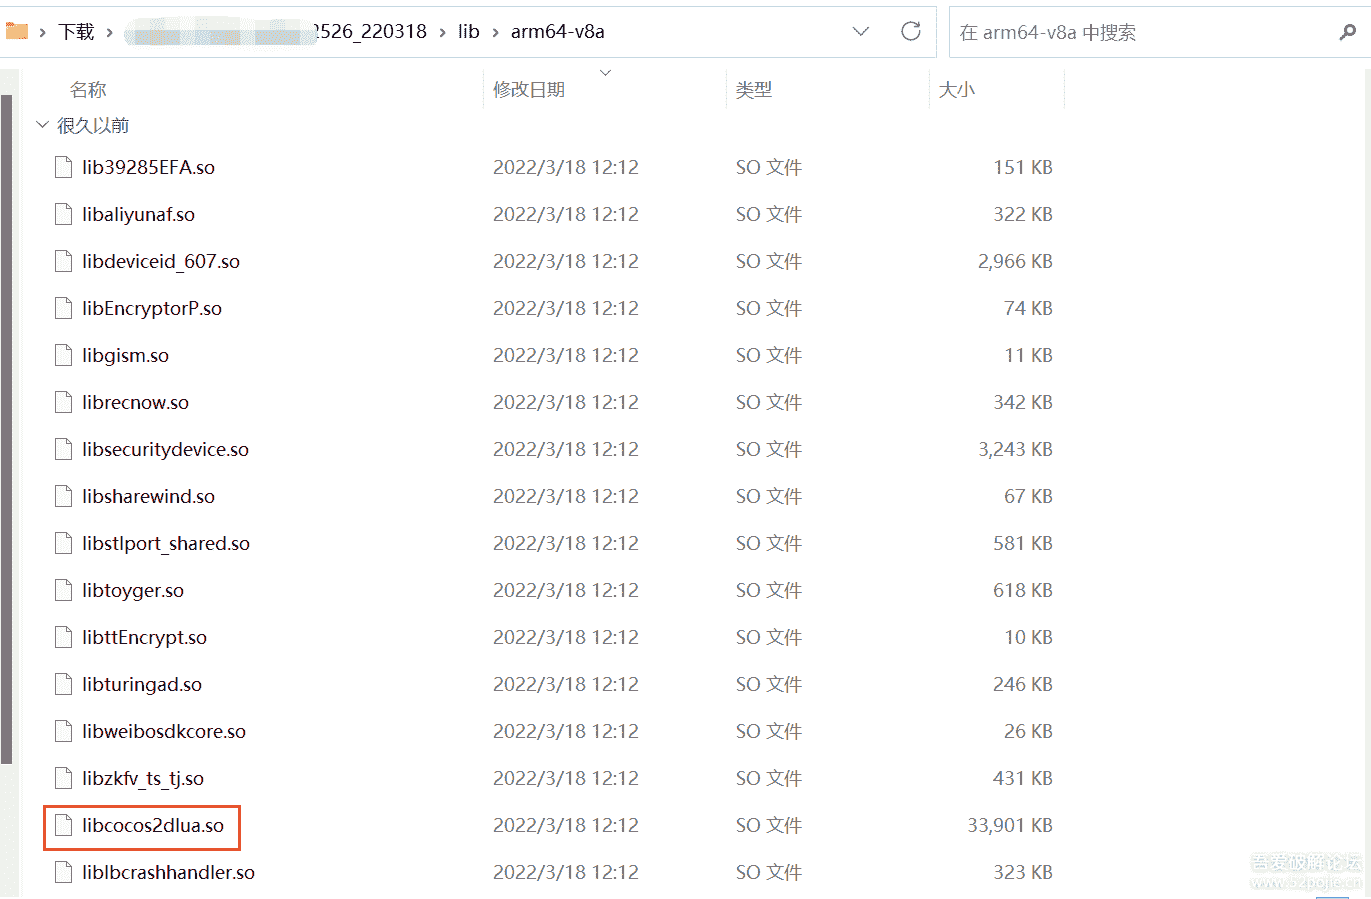 下载 2526_220318 lib arm64-v8a 在 arm64-v8a 中搜索
名称 修改日期 类型 大小
很久以前
lib39285EFA.so 2022/3/18 12:12 SO 文件 151 KB
libaliyunaf.so 2022/3/18 12:12 SO 文件 322 KB
libdeviceid_607.so 2022/3/18 12:12 SO 文件 2,966 KB
libEncryptorP.so 2022/3/18 12:12 SO 文件 74 KB
libgism.so 2022/3/18 12:12 SO 文件 11 KB
librecnow.so 2022/3/18 12:12 SO 文件 342 KB
libsecuritydevice.so 2022/3/18 12:12 SO 文件 3,243 KB
libsharewind.so 2022/3/18 12:12 SO 文件 67 KB
libstlport_shared.so 2022/3/18 12:12 SO 文件 581 KB
libtoyger.so 2022/3/18 12:12 SO 文件 618 KB
libttEncrypt.so 2022/3/18 12:12 SO 文件 10 KB
libturingad.so 2022/3/18 12:12 SO 文件 246 KB
libweibosdkcore.so 2022/3/18 12:12 SO 文件 26 KB
libzkfv_ts_tj.so 2022/3/18 12:12 SO 文件 431 KB
libcocos2dlua.so 2022/3/18 12:12 SO 文件 33,901 KB
liblbcrashhandler.so 2022/3/18 12:12 SO 文件 323 KB
吾爱破解论坛
www.52pojie.cn